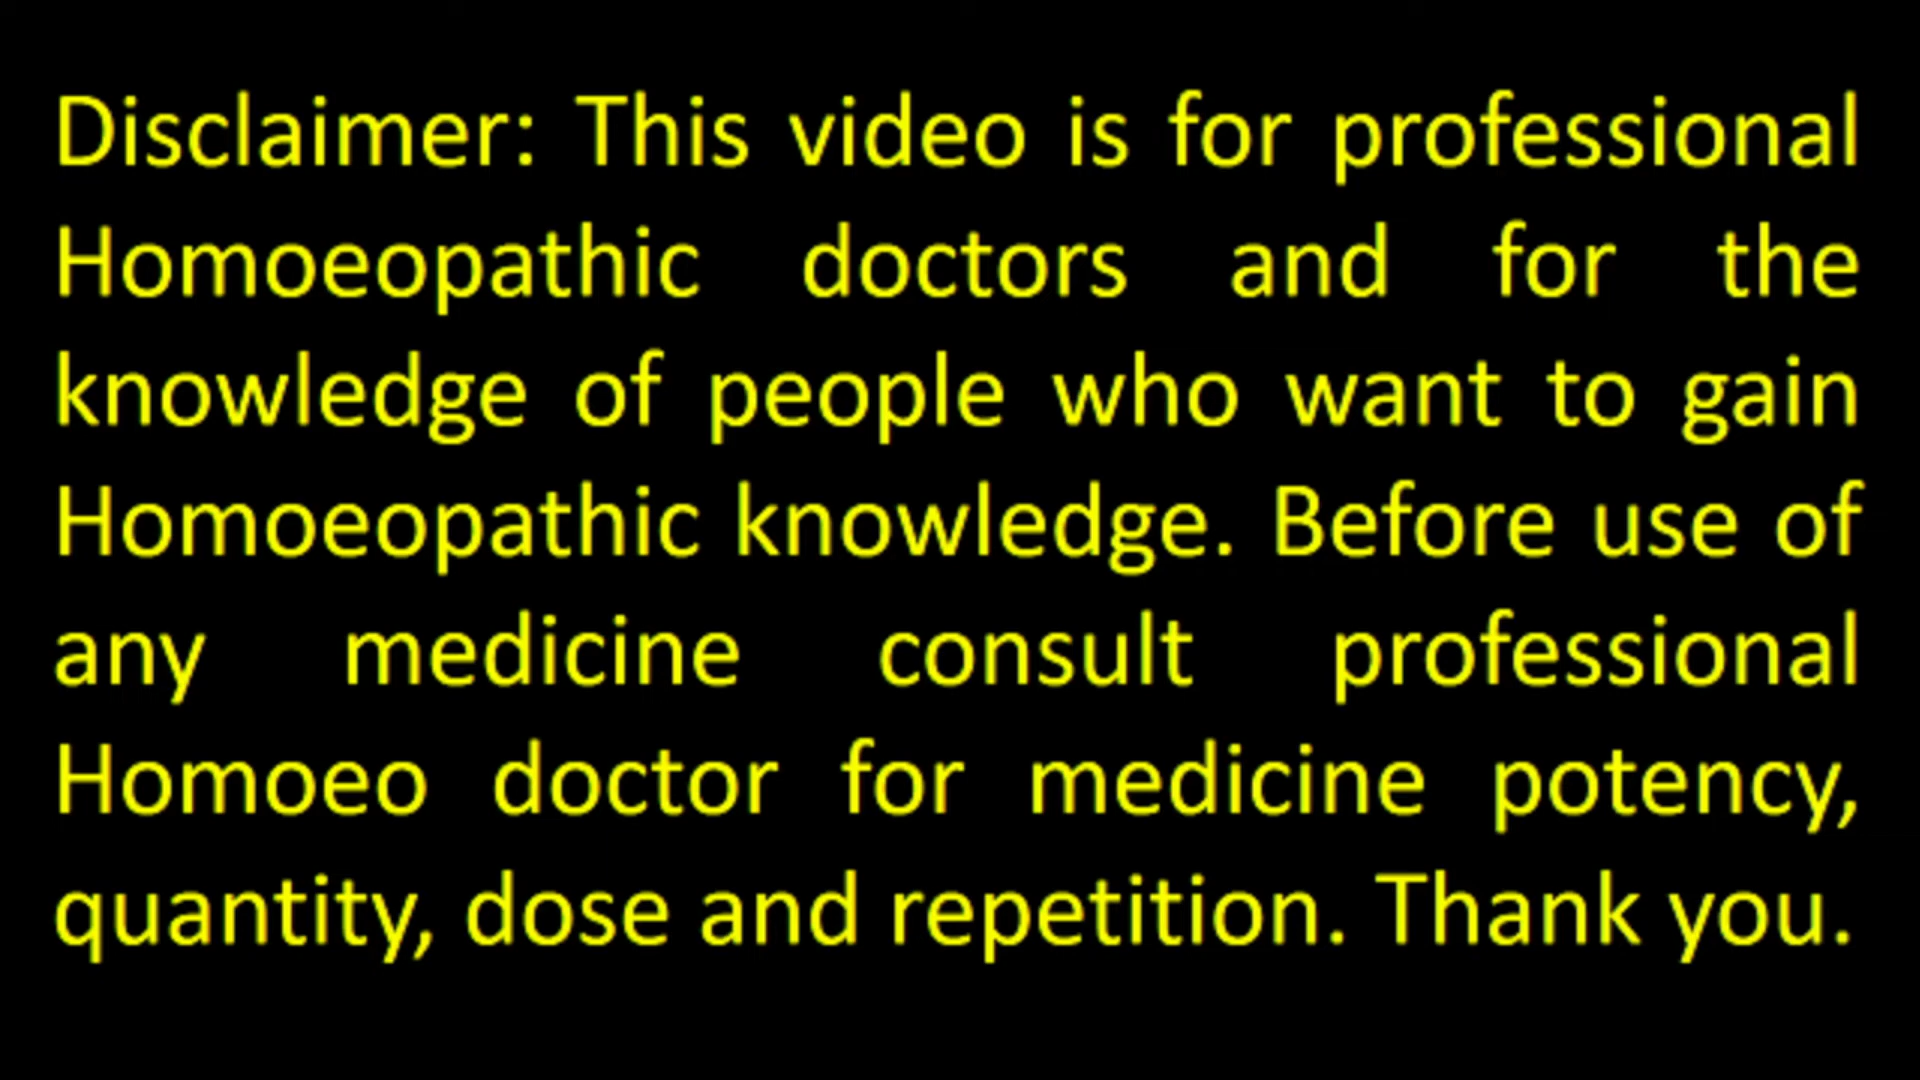 Disclaimer: This video is for professional
Homoeopathic doctors and for the
knowledge of people who want to gain
Homoeopathic knowledge. Before use of
any medicine consult professional
Homoeo doctor for medicine potency,
quantity, dose and repetition. Thank you.